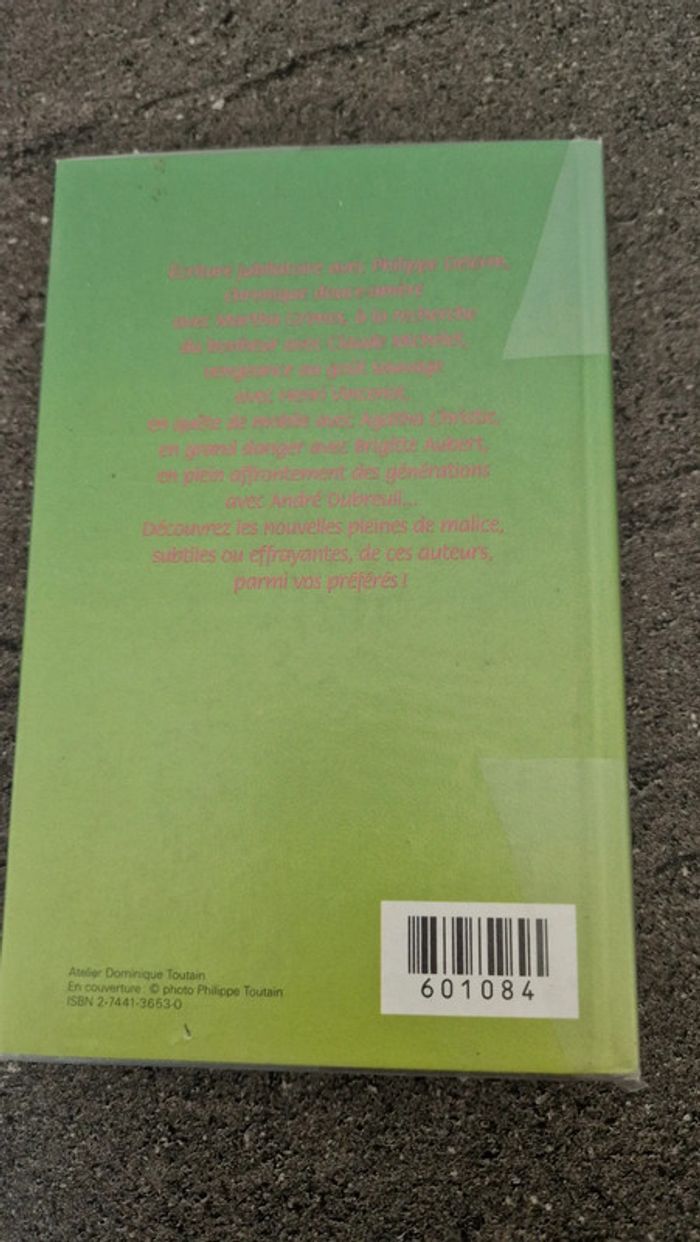 Écriture jubilatoire avec Philippe
Chronique douce-amère
avec Martha Grimes, à la recherche
du bonheur avec Claude Michelet,
vengeance au goût sauvage
avec Henri Vincenot,
en quête de mobile avec Agatha Christie,
en grand danger avec Brigitte Aubert,
en plein affrontement des générations
avec André Dubreuil...
Découvrez les nouvelles pleines de malice,
subtiles ou effrayantes, de ces auteurs,
parmi vos préférés !
Atelier Dominique Toutain
En couverture : © photo Philippe Toutain
ISBN 2-7441-3653-0
601084